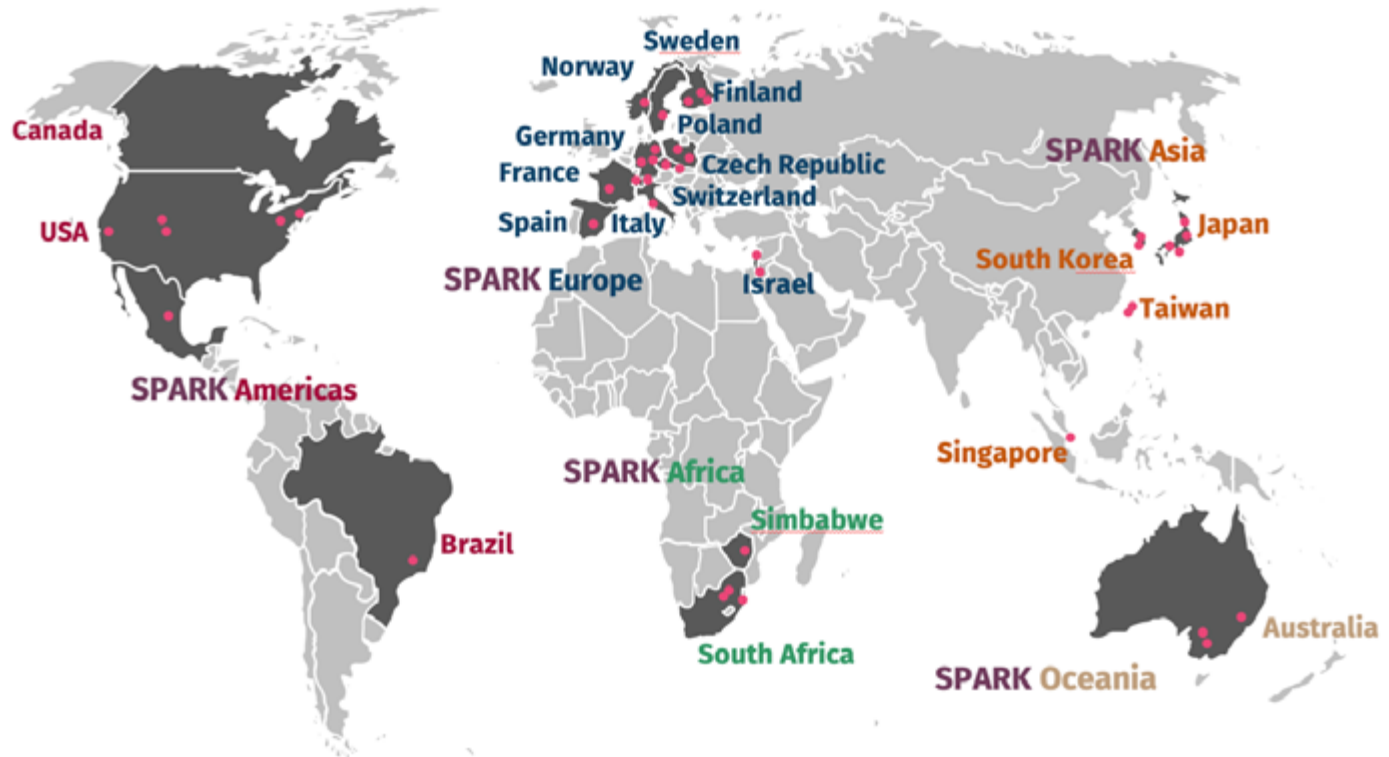 Sweden
Norway
Finland
Canada
Poland
Germany
SPARK Asia
Czech Republic
France
Switzerland
Spain
Italy
USA
Japan
South Korea
SPARK Europe
Israel
Taiwan
SPARK Americas
Singapore
SPARK Africa
Simbabwe
Brazil
Australia
South Africa
SPARK Oceania